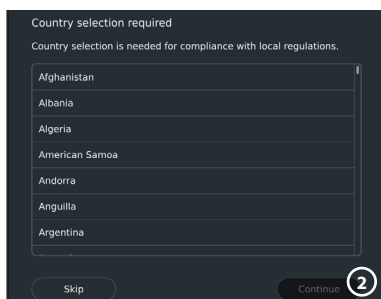 Country selection required
Country selection is needed for compliance with local regulations.
Afghanistan
Albania
Algeria
American Samoa
Andorra
Anguilla
Argentina
Skip
Continue
2